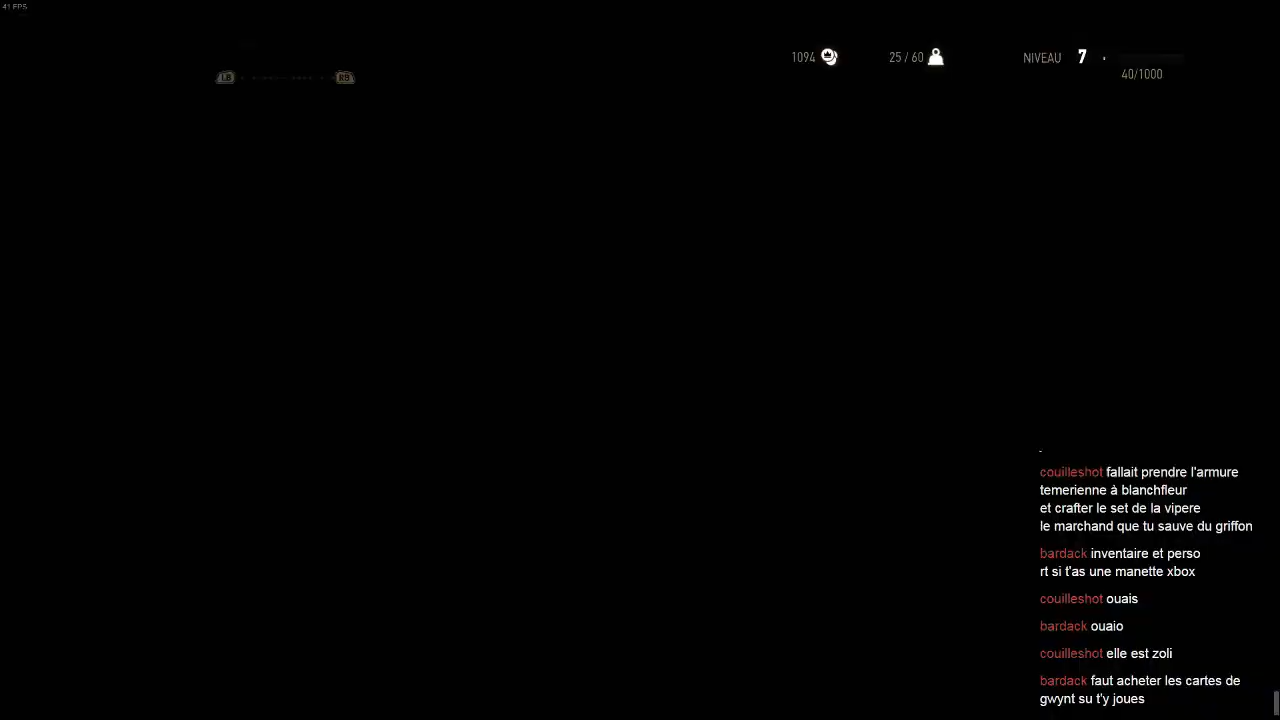 41 FPS
1094 25 / 60 NIVEAU 7
LB RB
40/1000
couilleshot fallait prendre l'armure
temerienne à blanchfleur
et crafter le set de la vipere
le marchand que tu sauve du griffon
bardack inventaire et perso
rt si t'as une manette xbox
couilleshot ouais
bardack ouaio
couilleshot elle est zoli
bardack faut acheter les cartes de
gwynt su t'y joues